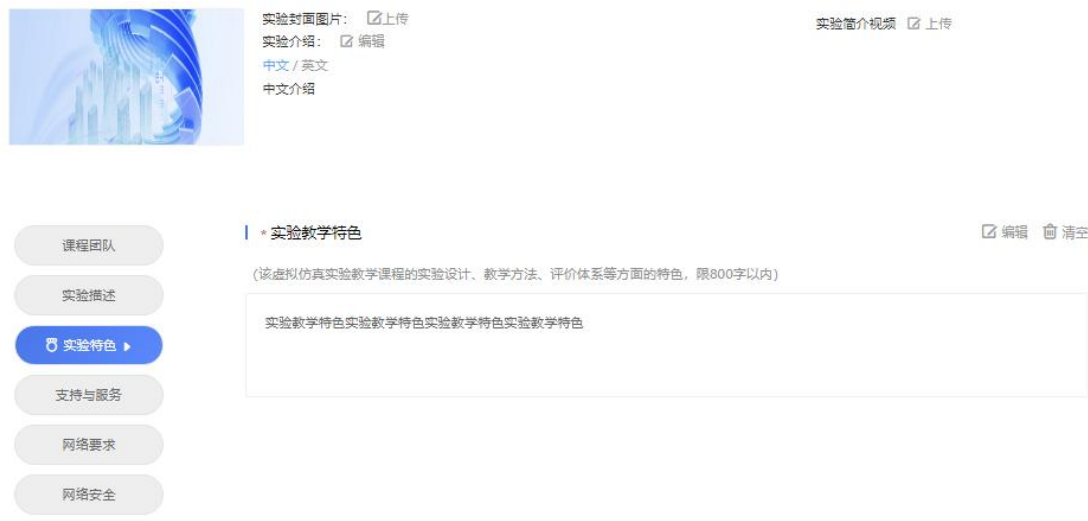 实验封面图片： 上传
实验简介视频 上传
实验介绍： 编辑
中文 / 英文
中文介绍
课程团队
实验描述
实验特色
支持与服务
网络要求
网络安全
* 实验教学特色
编辑 清空
（该虚拟仿真实验教学课程的实验设计、教学方法、评价体系等方面的特色，限800字以内）
实验教学特色实验教学特色实验教学特色实验教学特色